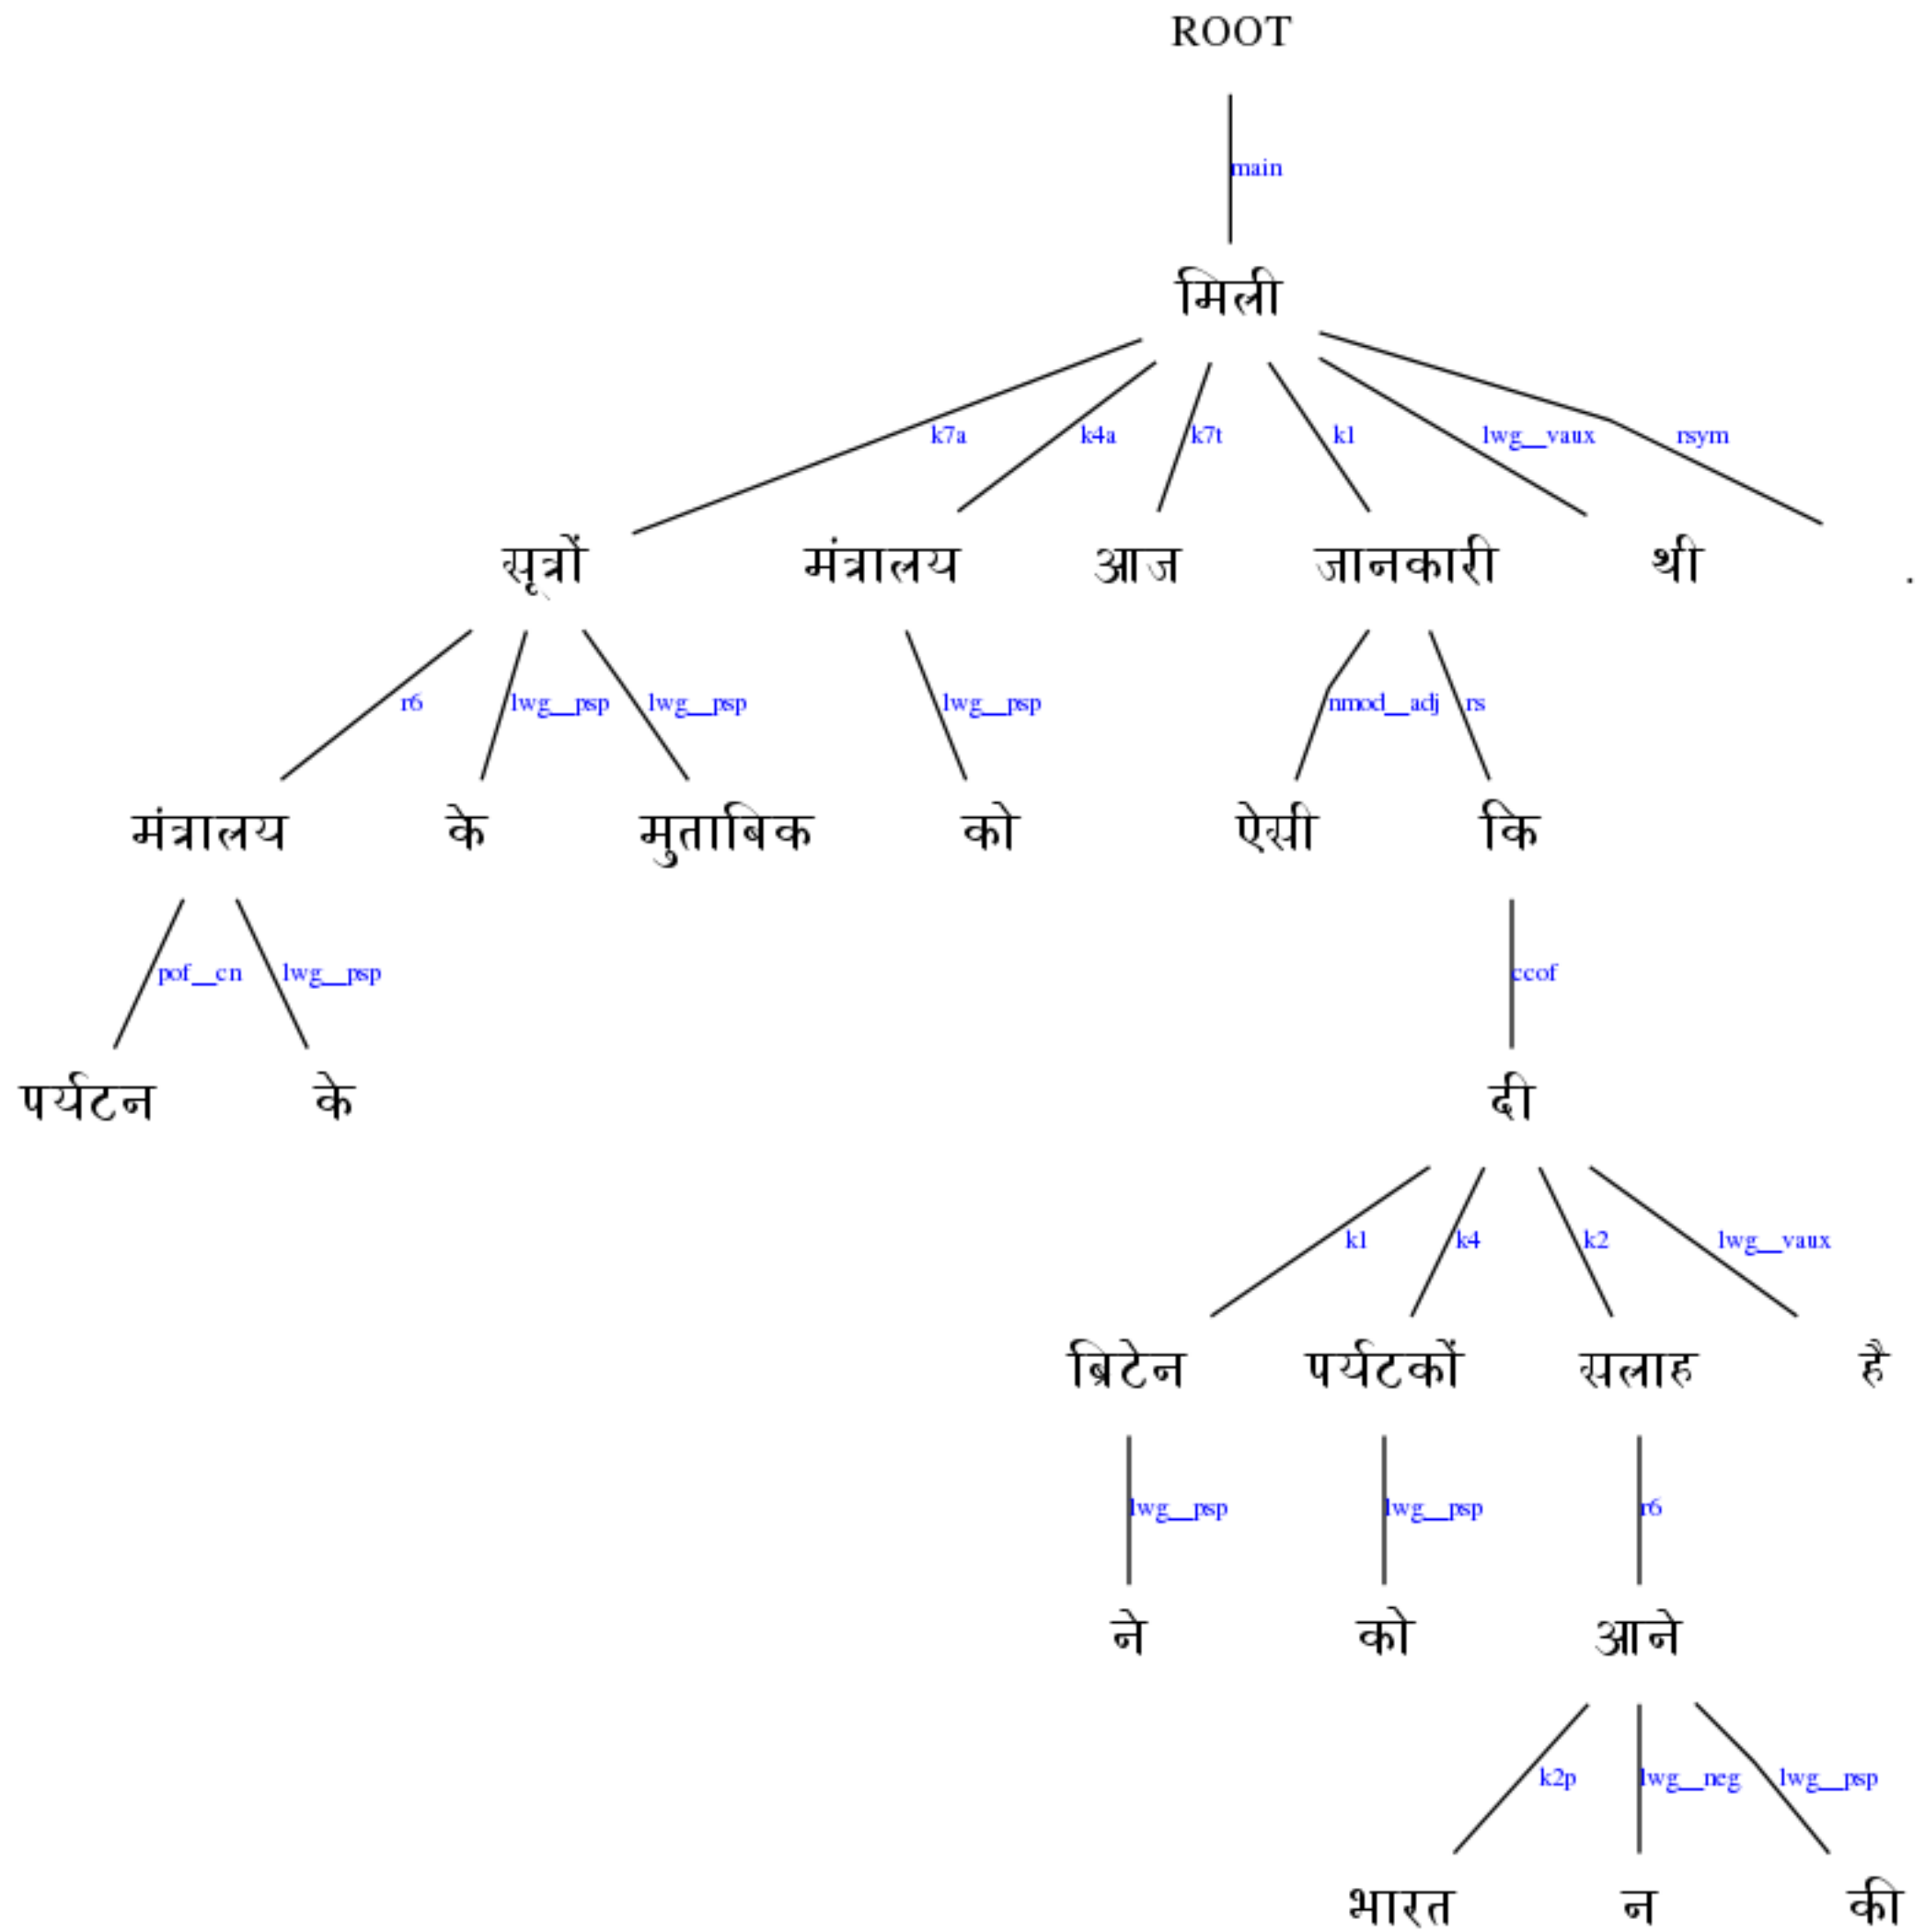 ROOT
main
मिली
k7a k4a k7t k1 lwg__vaux rsym
सूत्रों मंत्रालय आज जानकारी थी .
r6 lwg__psp lwg__psp lwg__psp nmod__adj rs
मंत्रालय के मुताबिक को ऐसी कि
pof__cn lwg__psp ccof
पर्यटन के दी
k1 k4 k2 lwg__vaux
ब्रिटेन पर्यटकों सलाह है
lwg__psp lwg__psp r6
ने को आने
k2p lwg__neg lwg__psp
भारत न की